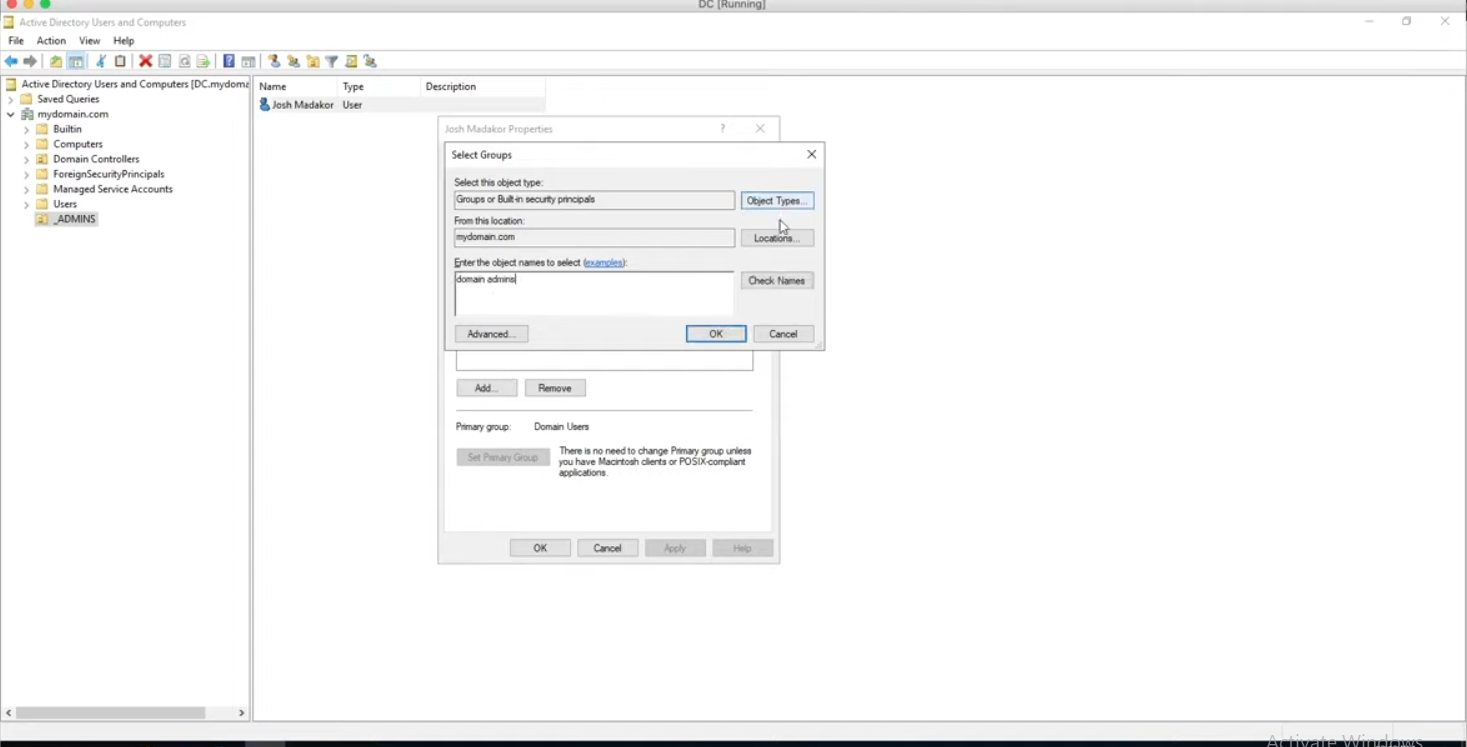 DC [Running]
Active Directory Users and Computers
File Action View Help
Active Directory Users and Computers [DC.mydoma
Saved Queries
mydomain.com
Builtin
Computers
Domain Controllers
ForeignSecurityPrincipals
Managed Service Accounts
Users
_ADMINS
Name Type Description
Josh Madakor User
Josh Madakor Properties ?
Select Groups
Select this object type:
Groups or Built-in security principals Object Types...
From this location:
mydomain.com Locations...
Enter the object names to select (examples):
domain admins Check Names
Advanced... OK Cancel
Add... Remove
Primary group: Domain Users
Set Primary Group
There is no need to change Primary group unless
you have Macintosh clients or POSIX-compliant
applications.
OK Cancel Apply Help
Activate Windows